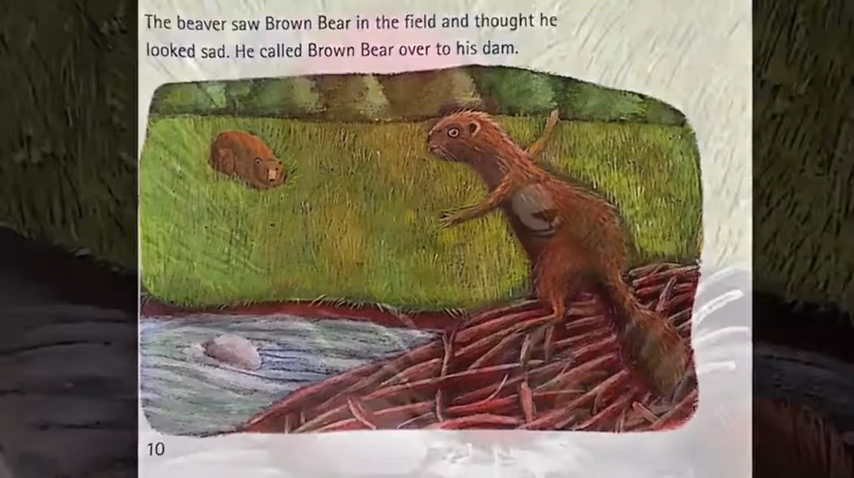 The beaver saw Brown Bear in the field and thought he
looked sad. He called Brown Bear over to his dam.
10